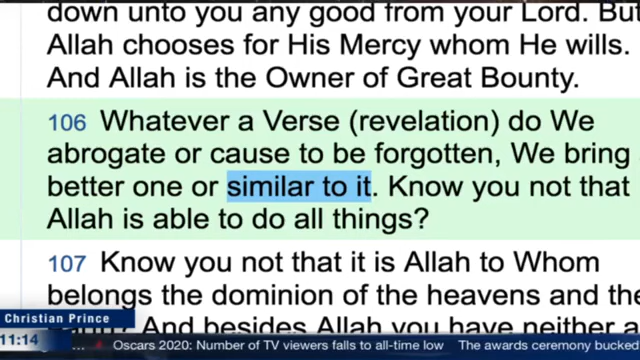 down unto you any good from your Lord. But
Allah chooses for His Mercy whom He wills.
And Allah is the Owner of Great Bounty.
106 Whatever a Verse (revelation) do We
abrogate or cause to be forgotten, We bring
better one or similar to it. Know you not that
Allah is able to do all things?
107 Know you not that it is Allah to Whom
belongs the dominion of the heavens and the
And besides Allah you have neither a
Christian Prince
11:14
... Oscars 2020: Number of TV viewers falls to all-time low The awards ceremony bucked